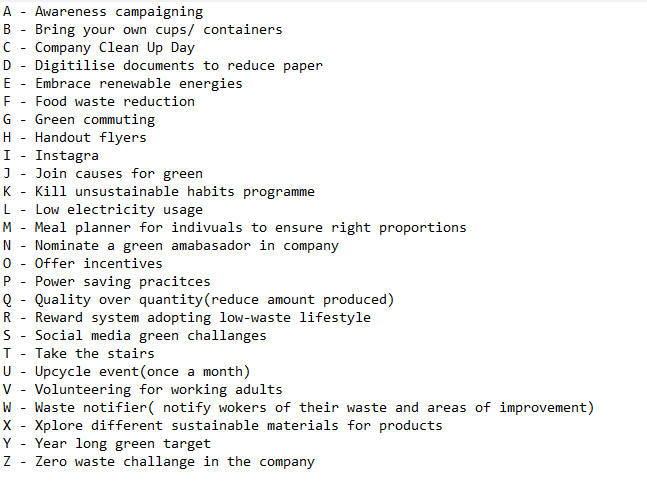 A - Awareness campaigning
B - Bring your own cups/ containers
C - Company Clean Up Day
D - Digitilise documents to reduce paper
E - Embrace renewable energies
F - Food waste reduction
G - Green commuting
H - Handout flyers
I - Instagra
J - Join causes for green
K - Kill unsustainable habits programme
L - Low electricity usage
M - Meal planner for indivuals to ensure right proportions
N - Nominate a green amabasador in company
O - Offer incentives
P - Power saving pracitces
Q - Quality over quantity(reduce amount produced)
R - Reward system adopting low-waste lifestyle
S - Social media green challanges
T - Take the stairs
U - Upcycle event(once a month)
V - Volunteering for working adults
W - Waste notifier( notify wokers of their waste and areas of improvement)
X - Xplore different sustainable materials for products
Y - Year long green target
Z - Zero waste challange in the company